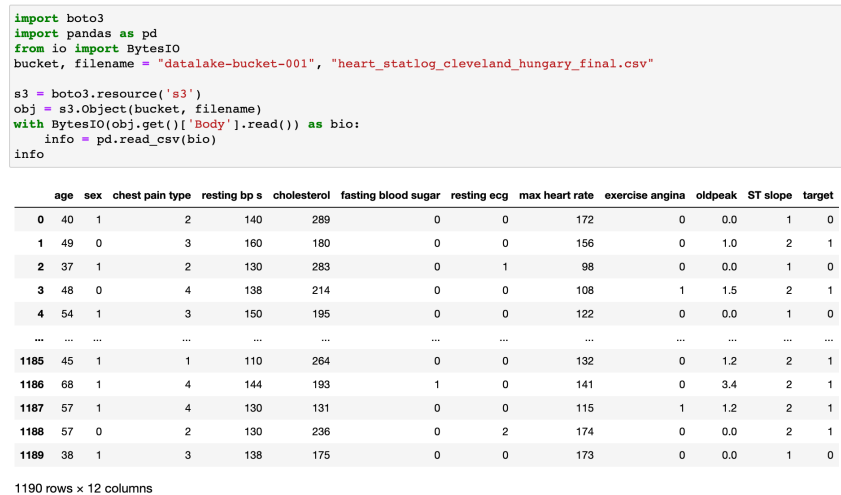 import boto3
import pandas as pd
from io import BytesIO
bucket, filename = "datalake-bucket-001", "heart_statlog_cleveland_hungary_final.csv"
s3 = boto3.resource('s3')
obj = s3.Object(bucket, filename)
with BytesIO(obj.get()['Body'].read()) as bio:
    info = pd.read_csv(bio)
info
age sex chest pain type resting bp s cholesterol fasting blood sugar resting ecg max heart rate exercise angina oldpeak ST slope target
0 40 1 2 140 289 0 0 172 0 0.0 1 0
1 49 0 3 160 180 0 0 156 0 1.0 2 1
2 37 1 2 130 283 0 1 98 0 0.0 1 0
3 48 0 4 138 214 0 0 108 1 1.5 2 1
4 54 1 3 150 195 0 0 122 0 0.0 1 0
... ... ... ... ... ... ... ... ... ... ... ... ...
1185 45 1 1 110 264 0 0 132 0 1.2 2 1
1186 68 1 4 144 193 1 0 141 0 3.4 2 1
1187 57 1 4 130 131 0 0 115 1 1.2 2 1
1188 57 0 2 130 236 0 2 174 0 0.0 2 1
1189 38 1 3 138 175 0 0 173 0 0.0 1 0
1190 rows × 12 columns